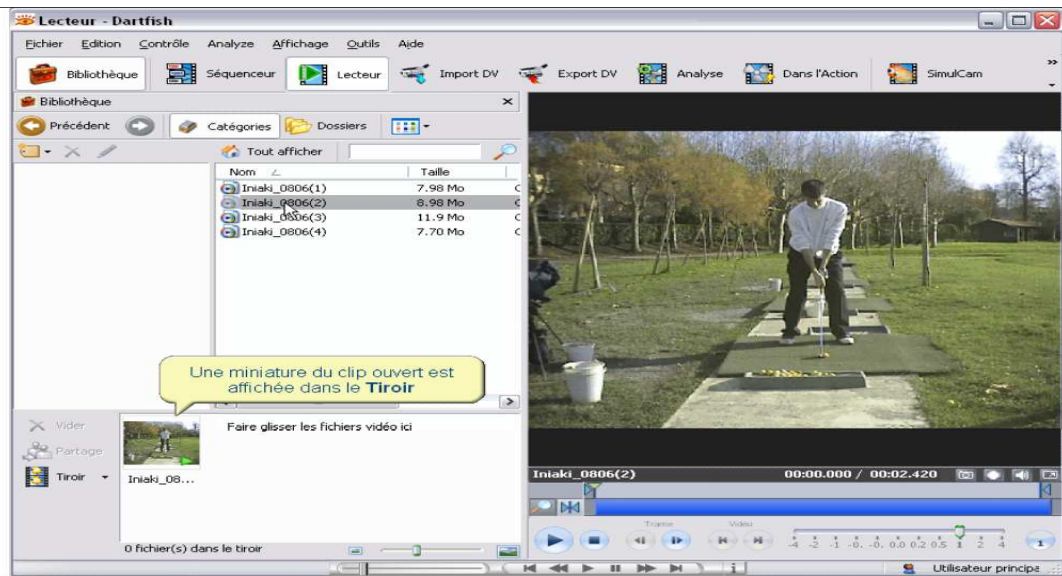 Lecteur - Dartfish
Fichier Edition Contrôle Analyze Affichage Outils Aide
Bibliothèque Séquenceur Lecteur Import DV Export DV Analyse Dans l'Action SimulCam
Bibliothèque
Précédent Catégories Dossiers
Tout afficher
Nom Taille
Iniaki_0806(1) 7.98 Mo
Iniaki_0806(2) 8.98 Mo
Iniaki_0806(3) 11.9 Mo
Iniaki_0806(4) 7.70 Mo
Une miniature du clip ouvert est
affichée dans le Tiroir
Vider
Partage
Tiroir
Faire glisser les fichiers vidéo ici
Iniaki_08...
0 fichier(s) dans le tiroir
Iniaki_0806(2) 00:00.000 / 00:02.420
Trame Vidéo
-4 -2 -1 -0. -0. 0.0 0.2 0.5 1 2 4
1
Utilisateur principa